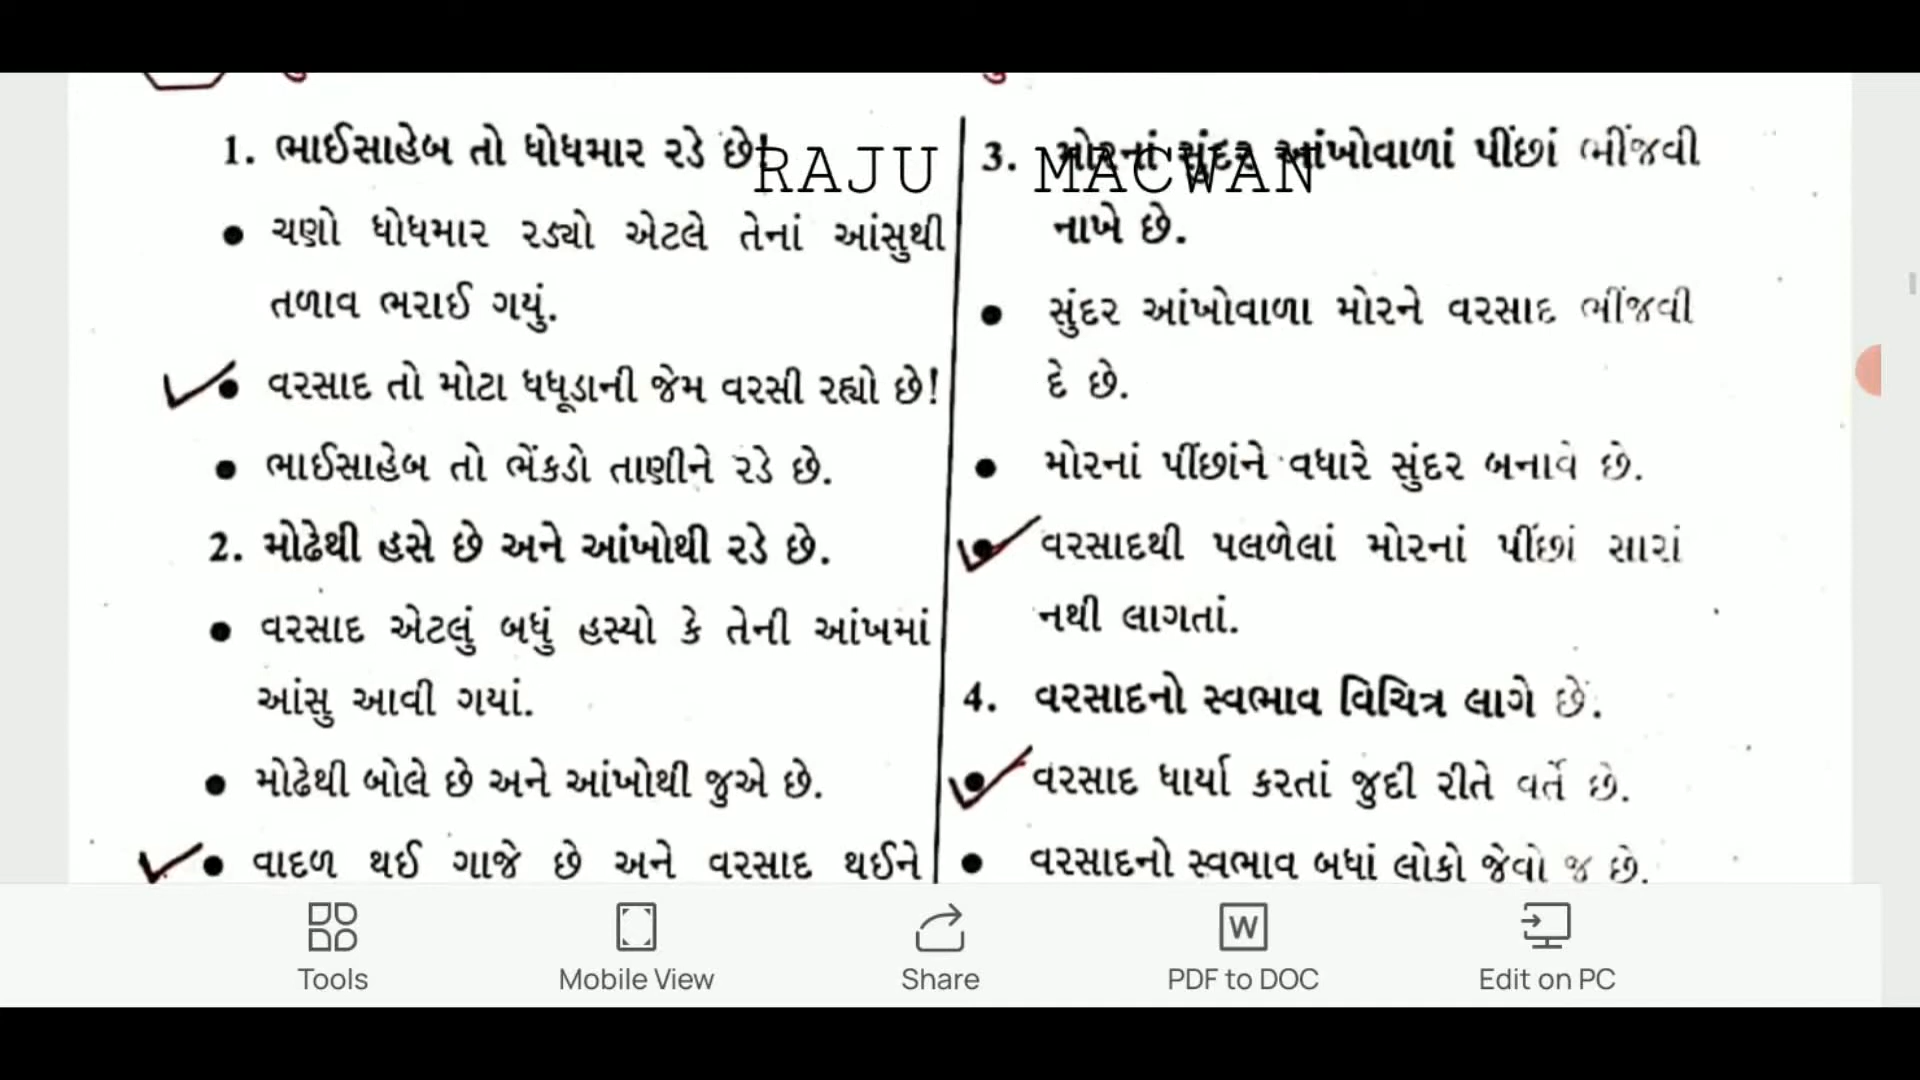 1. ભાઈસાહેબ તો ધોધમાર રડે છે!
● ચણો ધોધમાર રડ્યો એટલે તેનાં આંસુથી
તળાવ ભરાઈ ગયું.
● વરસાદ તો મોટા ધધૂડાની જેમ વરસી રહ્યો છે!
● ભાઈસાહેબ તો ભેંકડો તાણીને રડે છે.
2. મોઢેથી હસે છે અને આંખોથી રડે છે.
● વરસાદ એટલું બધું હસ્યો કે તેની આંખમાં
આંસુ આવી ગયાં.
● મોઢેથી બોલે છે અને આંખોથી જુએ છે.
● વાદળ થઈ ગાજે છે અને વરસાદ થઈને
RAJU MACWAN
3. મોરનાં સુંદર આંખોવાળાં પીંછાં ભીંજવી
નાખે છે.
● સુંદર આંખોવાળા મોરને વરસાદ ભીંજવી
દે છે.
● મોરનાં પીંછાંને વધારે સુંદર બનાવે છે.
● વરસાદથી પલળેલાં મોરનાં પીંછાં સારાં
નથી લાગતાં.
4. વરસાદનો સ્વભાવ વિચિત્ર લાગે છે.
● વરસાદ ધાર્યા કરતાં જુદી રીતે વર્તે છે.
● વરસાદનો સ્વભાવ બધાં લોકો જેવો જ છે.
Tools
Mobile View
Share
W
PDF to DOC
Edit on PC